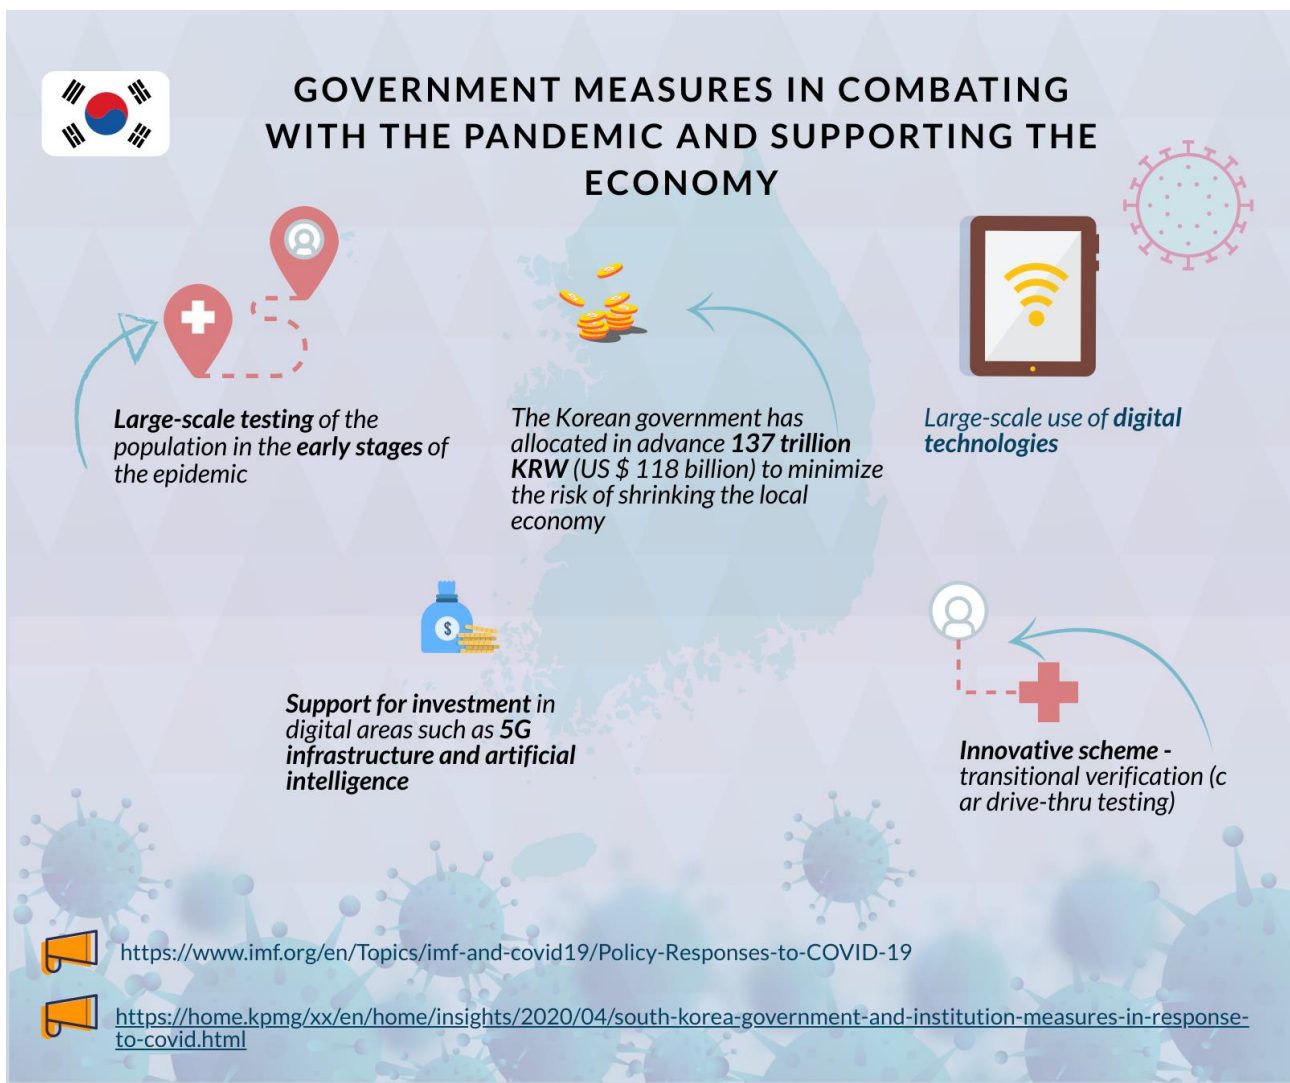 GOVERNMENT MEASURES IN COMBATING
WITH THE PANDEMIC AND SUPPORTING THE
ECONOMY
Large-scale testing of the
population in the early stages of
the epidemic
The Korean government has
allocated in advance 137 trillion
KRW (US $ 118 billion) to minimize
the risk of shrinking the local
economy
Large-scale use of digital
technologies
$
Support for investment in
digital areas such as 5G
infrastructure and artificial
intelligence
Innovative scheme -
transitional verification (c
ar drive-thru testing)
https://www.imf.org/en/Topics/imf-and-covid19/Policy-Responses-to-COVID-19
https://home.kpmg/xx/en/home/insights/2020/04/south-korea-government-and-institution-measures-in-response-
to-covid.html